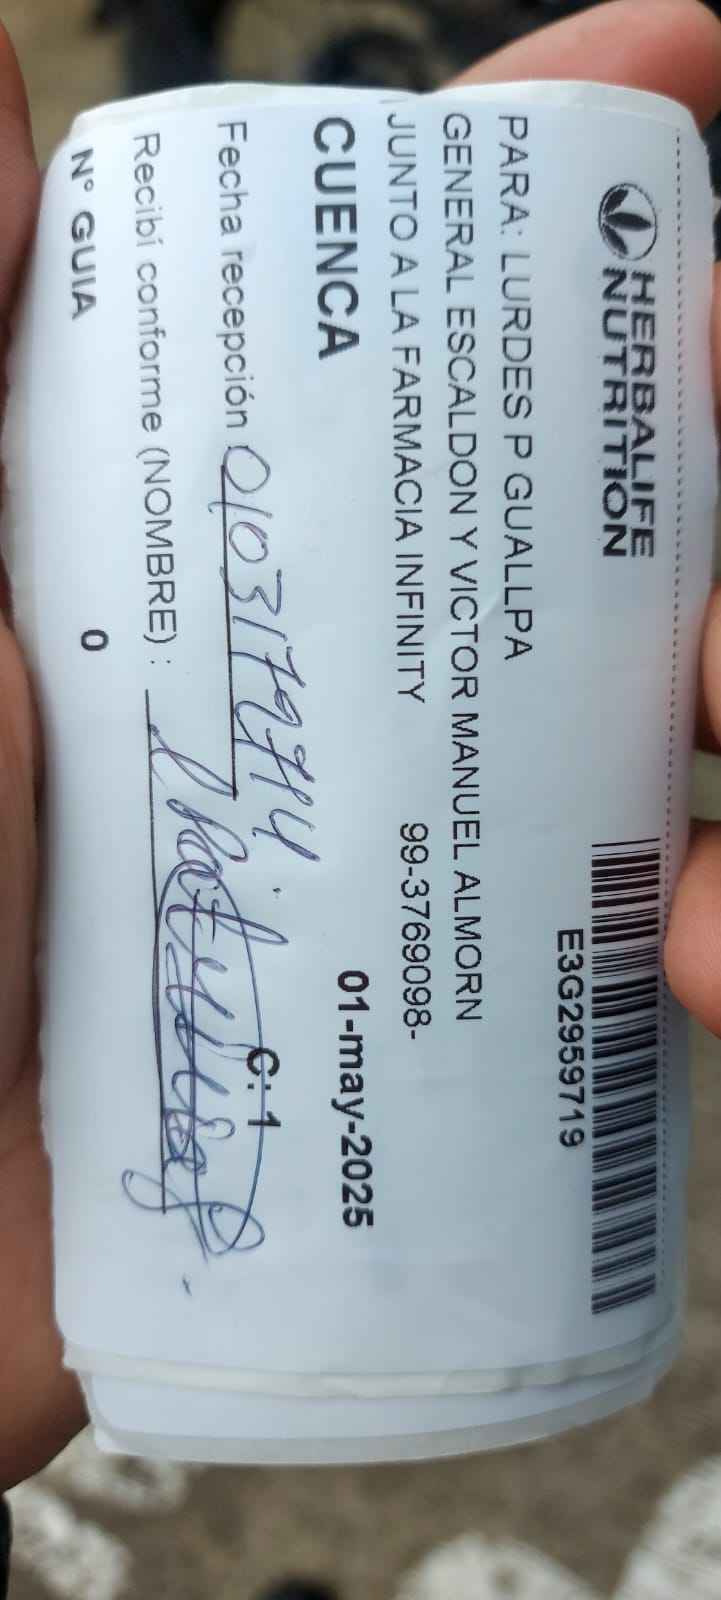 HERBALIFE
NUTRITION
E3G2959719
PARA: LURDES P GUALLPA
GENERAL ESCALDON Y VICTOR MANUEL ALMORN
JUNTO A LA FARMACIA INFINITY 99-3769098-
CUENCA 01-may-2025
Fecha recepción 0103179714
C: 1
Recibí conforme (NOMBRE) :
N° GUIA 0